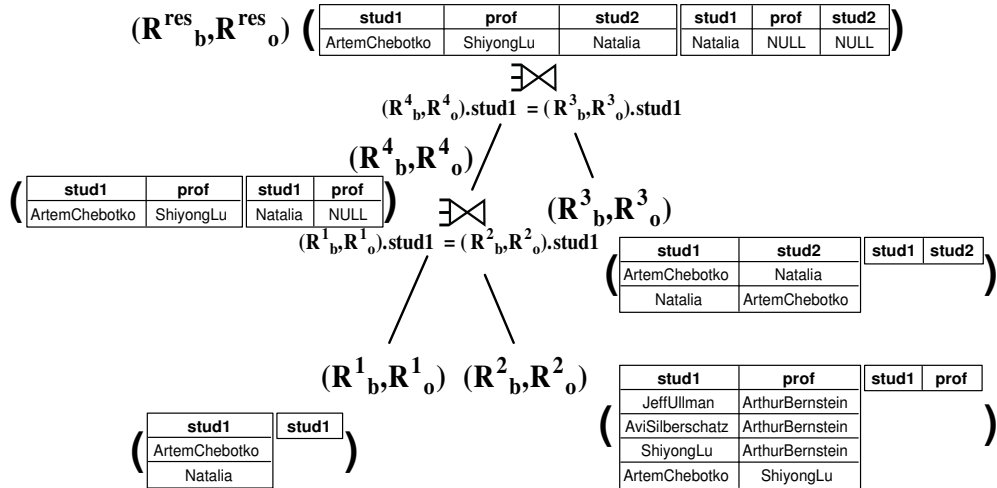 (R^res_b,R^res_o) ( stud1 prof stud2 stud1 prof stud2 )
ArtemChebotko ShiyongLu Natalia Natalia NULL NULL
(R^4_b,R^4_o).stud1 = (R^3_b,R^3_o).stud1
(R^4_b,R^4_o)
( stud1 prof stud1 prof )
ArtemChebotko ShiyongLu Natalia NULL
(R^3_b,R^3_o)
(R^1_b,R^1_o).stud1 = (R^2_b,R^2_o).stud1
( stud1 stud2 stud1 stud2 )
ArtemChebotko Natalia
Natalia ArtemChebotko
(R^1_b,R^1_o) (R^2_b,R^2_o)
( stud1 prof stud1 prof )
JeffUllman ArthurBernstein
AviSilberschatz ArthurBernstein
ShiyongLu ArthurBernstein
ArtemChebotko ShiyongLu
( stud1 stud1 )
ArtemChebotko
Natalia